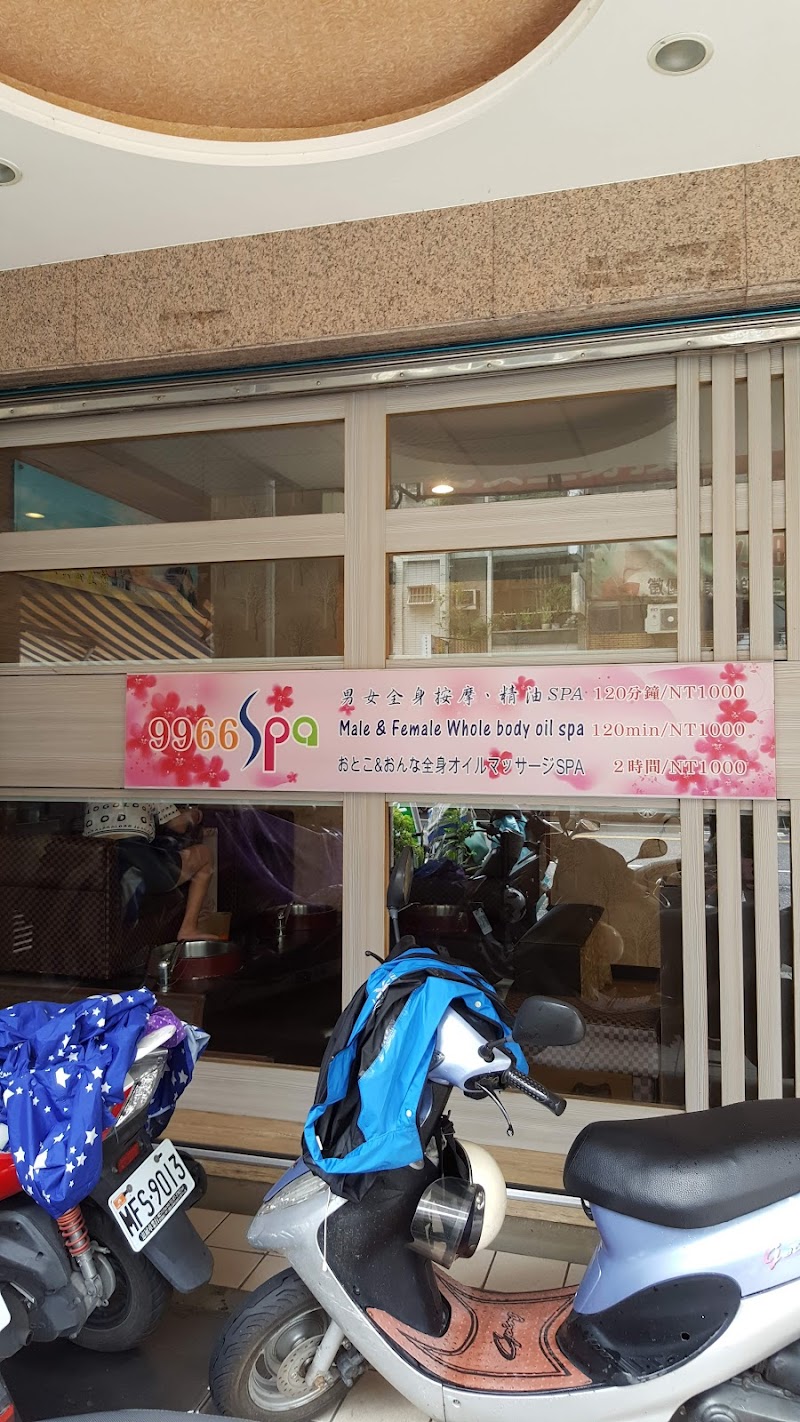 9966 Spa
男女全身按摩、精油SPA 120分鐘/NT1000
Male & Female Whole body oil spa 120min/NT1000
おとこ&おんな全身オイルマッサージSPA 2時間/NT1000
MFS-9013